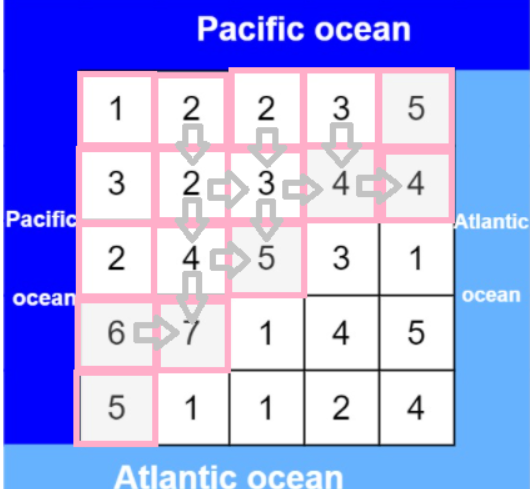 Pacific ocean
1 2 2 3 5
3 2 3 4 4
Pacific
Atlantic
2 4 5 3 1
ocean
ocean
6 7 1 4 5
5 1 1 2 4
Atlantic ocean